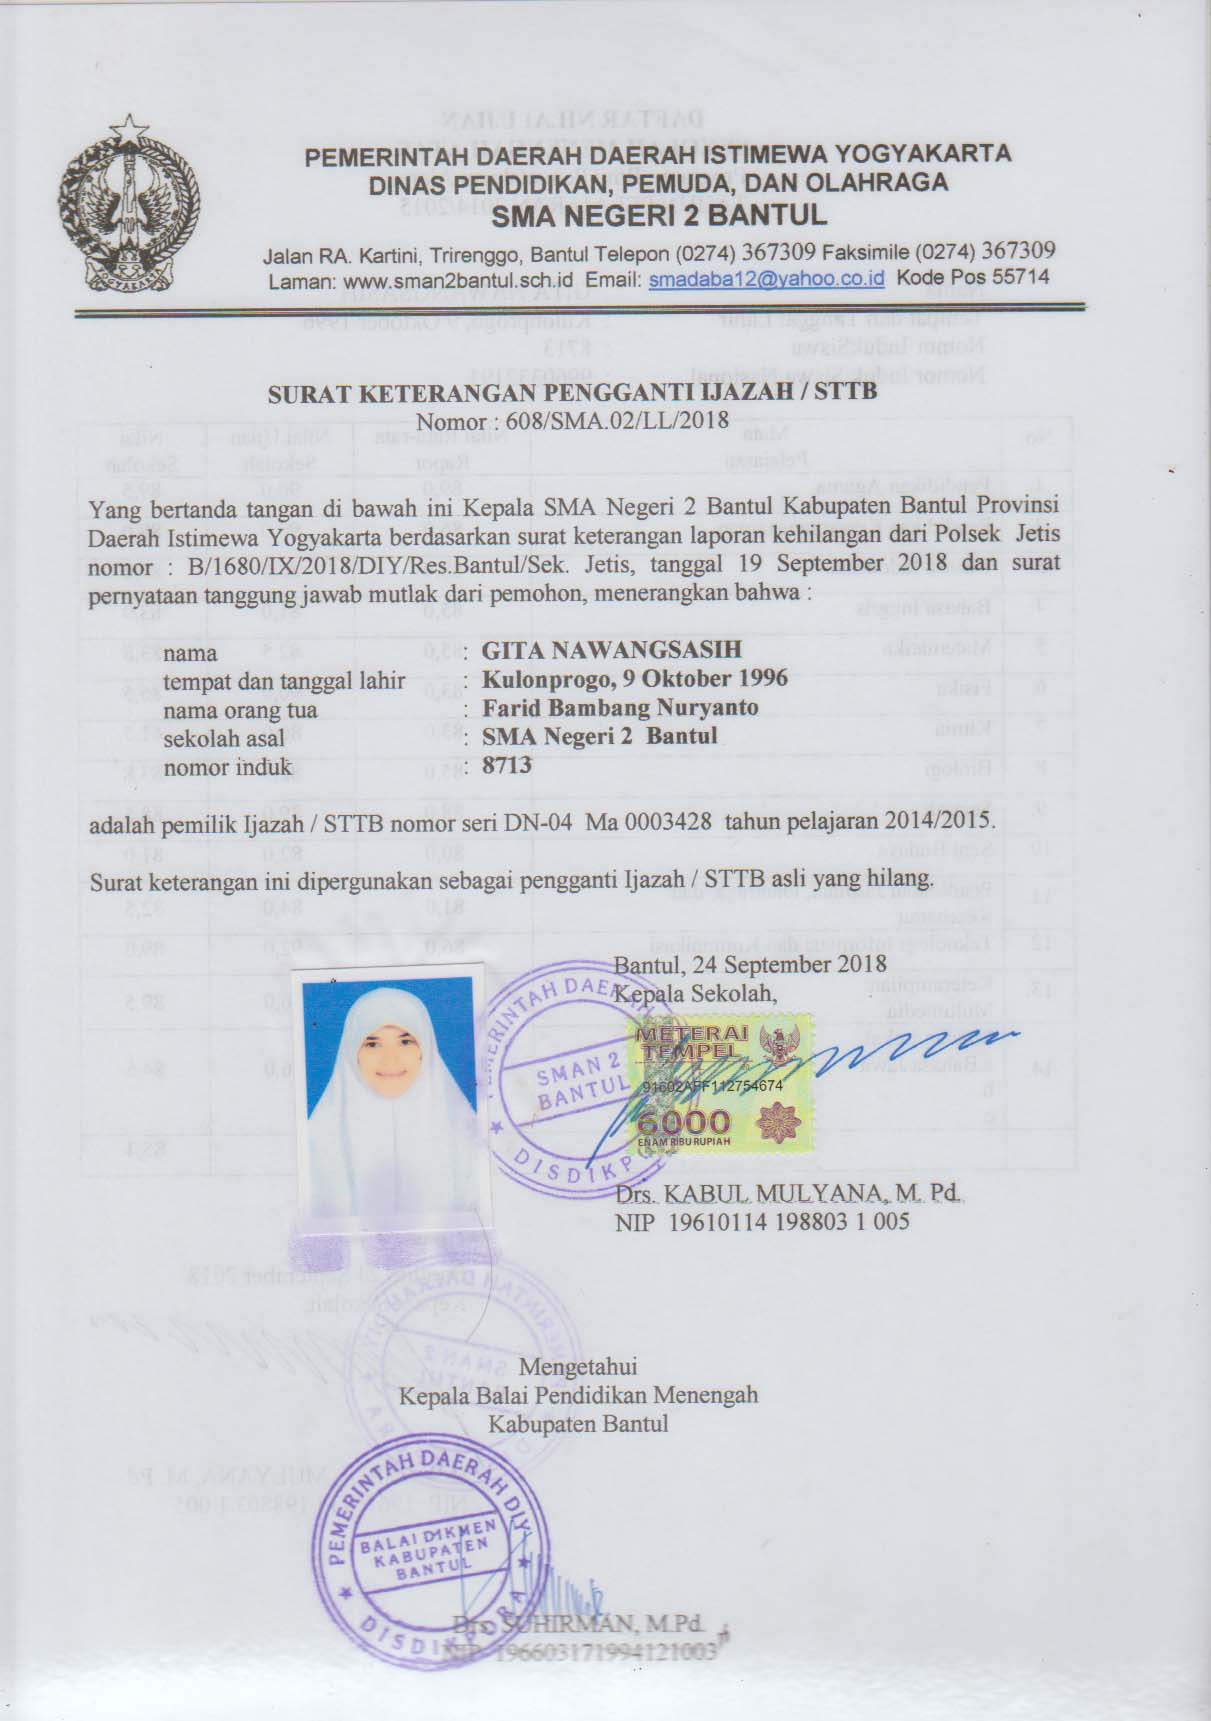 YOGYAKARTA
PEMERINTAH DAERAH DAERAH ISTIMEWA YOGYAKARTA
DINAS PENDIDIKAN, PEMUDA, DAN OLAHRAGA
SMA NEGERI 2 BANTUL
Jalan RA. Kartini, Trirenggo, Bantul Telepon (0274) 367309 Faksimile (0274) 367309
Laman: www.sman2bantul.sch.id Email: smadaba12@yahoo.co.id Kode Pos 55714
SURAT KETERANGAN PENGGANTI IJAZAH / STTB
Nomor : 608/SMA.02/LL/2018
Yang bertanda tangan di bawah ini Kepala SMA Negeri 2 Bantul Kabupaten Bantul Provinsi
Daerah Istimewa Yogyakarta berdasarkan surat keterangan laporan kehilangan dari Polsek Jetis
nomor : B/1680/IX/2018/DIY/Res.Bantul/Sek. Jetis, tanggal 19 September 2018 dan surat
pernyataan tanggung jawab mutlak dari pemohon, menerangkan bahwa :
nama : GITA NAWANGSASIH
tempat dan tanggal lahir : Kulonprogo, 9 Oktober 1996
nama orang tua : Farid Bambang Nuryanto
sekolah asal : SMA Negeri 2 Bantul
nomor induk : 8713
adalah pemilik Ijazah / STTB nomor seri DN-04 Ma 0003428 tahun pelajaran 2014/2015.
Surat keterangan ini dipergunakan sebagai pengganti Ijazah / STTB asli yang hilang.
Bantul, 24 September 2018
Kepala Sekolah,
PEMERINTAH DAERAH
SMAN 2
BANTUL
DISDIKP
METERAI
TEMPEL
91602AFF112754674
6000
ENAM RIBU RUPIAH
Drs. KABUL MULYANA, M. Pd.
NIP 19610114 198803 1 005
Mengetahui
Kepala Balai Pendidikan Menengah
Kabupaten Bantul
PEMERINTAH DAERAH DIY
BALAI DIKMEN
KABUPATEN
BANTUL
DISDIKPORA
Drs. SUHIRMAN, M.Pd.
NIP 196603171994121003